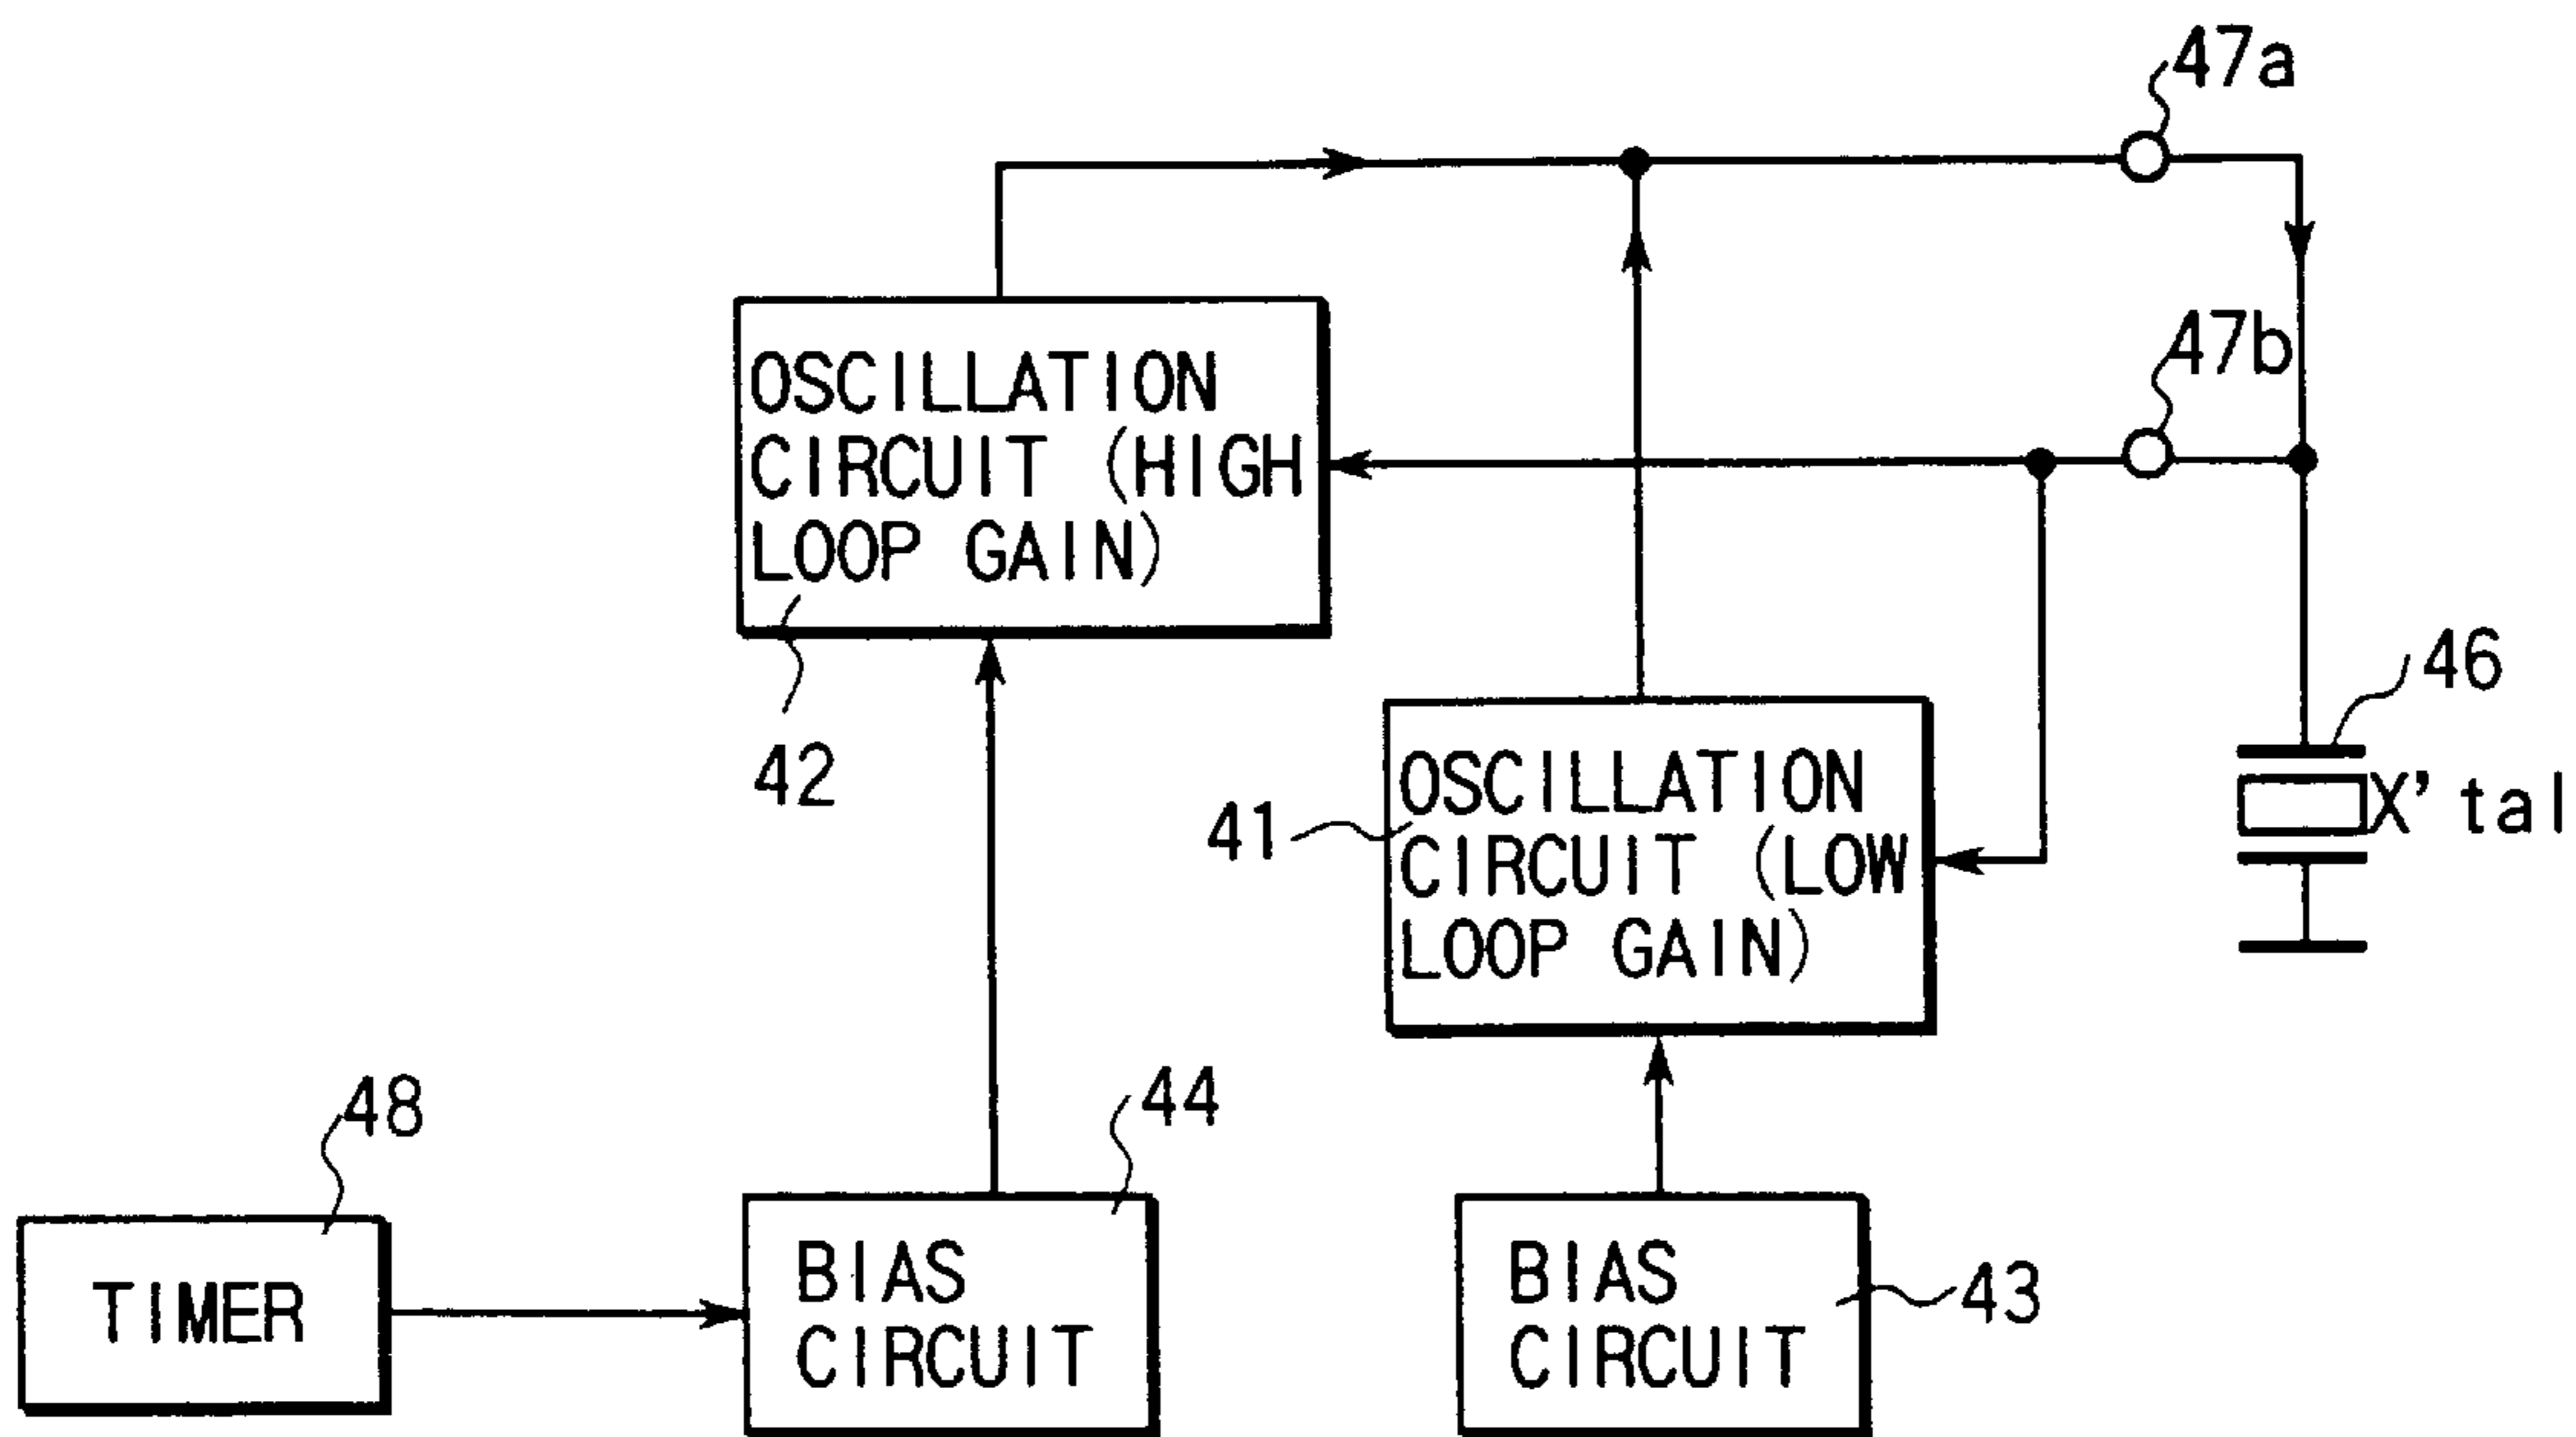 47a
47b
OSCILLATION
CIRCUIT (HIGH
LOOP GAIN)
42
46
X'tal
41
OSCILLATION
CIRCUIT (LOW
LOOP GAIN)
48
TIMER
44
BIAS
CIRCUIT
BIAS
CIRCUIT
43